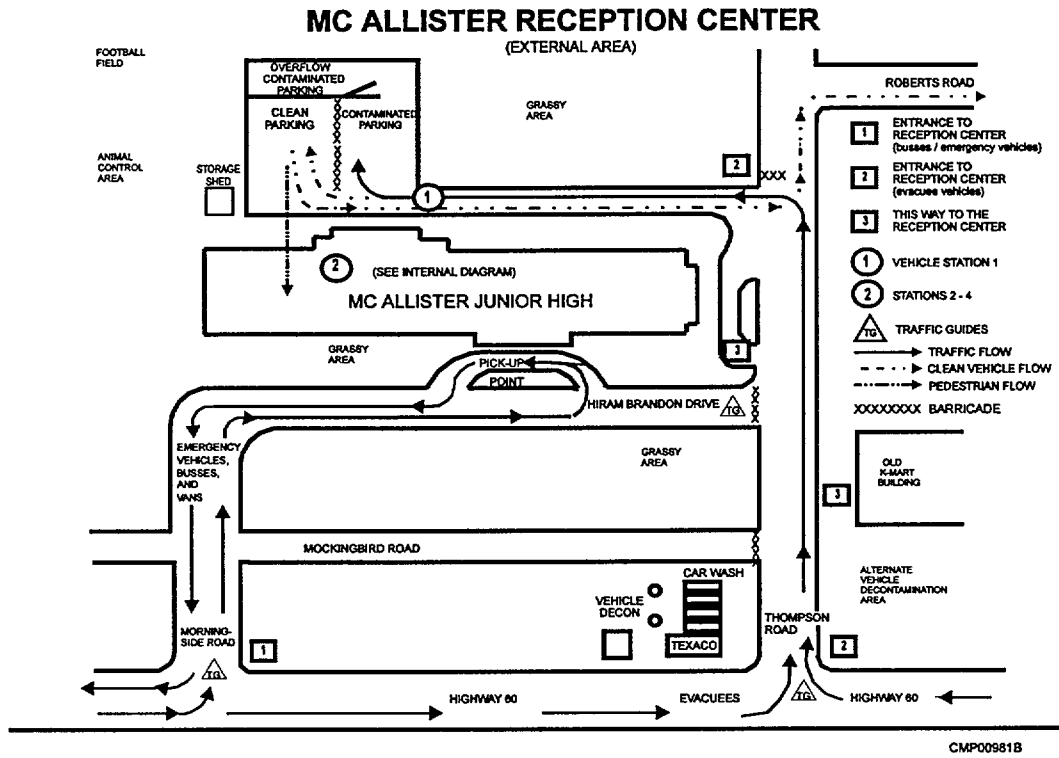 MC ALLISTER RECEPTION CENTER
(EXTERNAL AREA)
FOOTBALL
FIELD
OVERFLOW
CONTAMINATED
PARKING
CLEAN
PARKING
CONTAMINATED
PARKING
GRASSY
AREA
ROBERTS ROAD
1
ENTRANCE TO
RECEPTION CENTER
(busses / emergency vehicles)
2
ENTRANCE TO
RECEPTION CENTER
(evacuee vehicles)
3
THIS WAY TO THE
RECEPTION CENTER
1
VEHICLE STATION 1
2
STATIONS 2 - 4
TG
TRAFFIC GUIDES
TRAFFIC FLOW
CLEAN VEHICLE FLOW
PEDESTRIAN FLOW
XXXXXXXX BARRICADE
ANIMAL
CONTROL
AREA
STORAGE
SHED
2
XXX
1
2
(SEE INTERNAL DIAGRAM)
MC ALLISTER JUNIOR HIGH
GRASSY
AREA
3
PICK-UP
POINT
HIRAM BRANDON DRIVE
TG
EMERGENCY
VEHICLES,
BUSSES,
AND
VANS
GRASSY
AREA
OLD
K-MART
BUILDING
3
MOCKINGBIRD ROAD
CAR WASH
VEHICLE
DECON
TEXACO
THOMPSON
ROAD
ALTERNATE
VEHICLE
DECONTAMINATION
AREA
MORNING-
SIDE ROAD
1
2
TG
HIGHWAY 60
EVACUEES
TG
HIGHWAY 60
CMP00981B